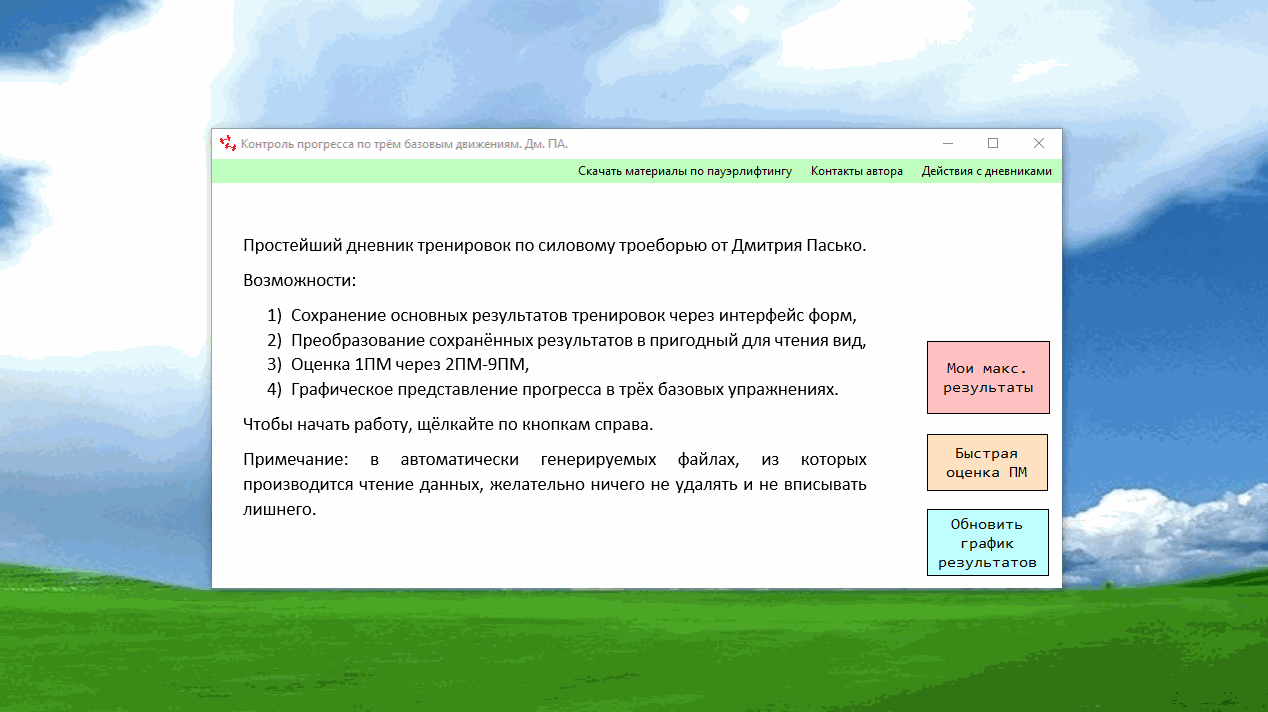 Контроль прогресса по трём базовым движениям. Дм. ПА.
Скачать материалы по пауэрлифтингу Контакты автора Действия с дневниками
Простейший дневник тренировок по силовому троеборью от Дмитрия Пасько.
Возможности:
1) Сохранение основных результатов тренировок через интерфейс форм,
2) Преобразование сохранённых результатов в пригодный для чтения вид,
3) Оценка 1ПМ через 2ПМ-9ПМ,
4) Графическое представление прогресса в трёх базовых упражнениях.
Чтобы начать работу, щёлкайте по кнопкам справа.
Примечание: в автоматически генерируемых файлах, из которых
производится чтение данных, желательно ничего не удалять и не вписывать
лишнего.
Мои макс.
результаты
Быстрая
оценка ПМ
Обновить
график
результатов